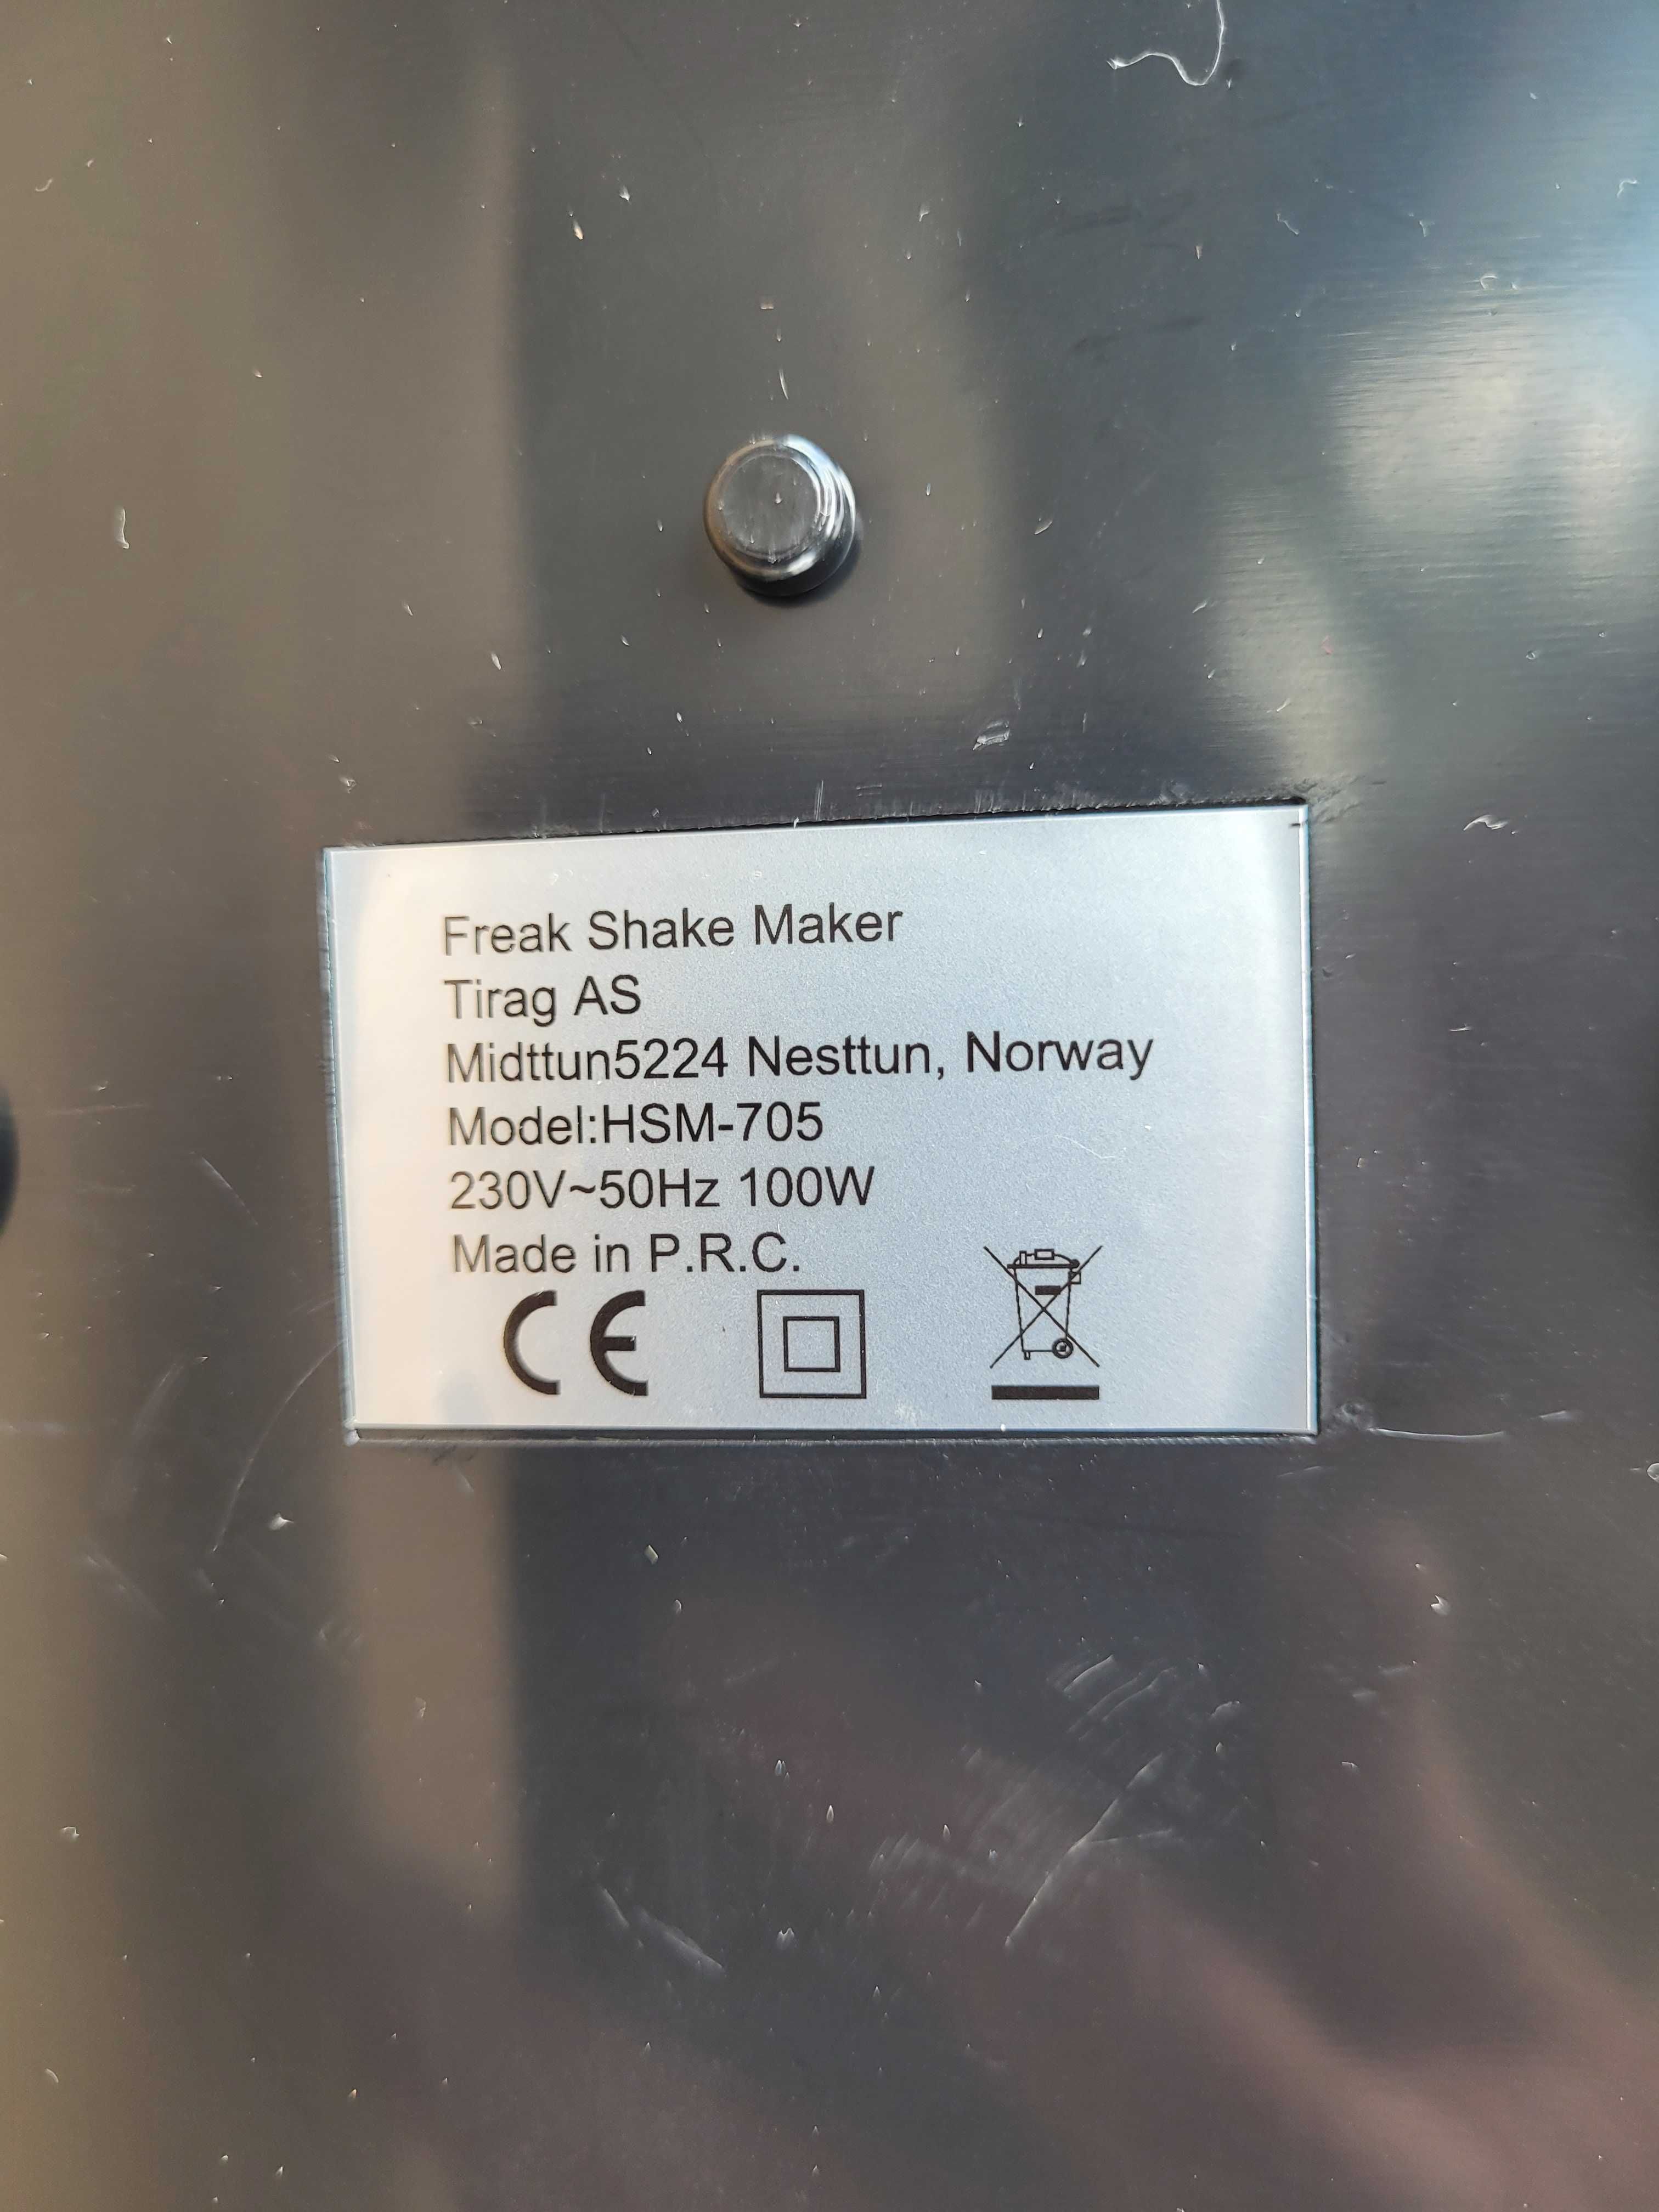 Freak Shake Maker
Tirag AS
Midttun5224 Nesttun, Norway
Model:HSM-705
230V~50Hz 100W
Made in P.R.C.
CE